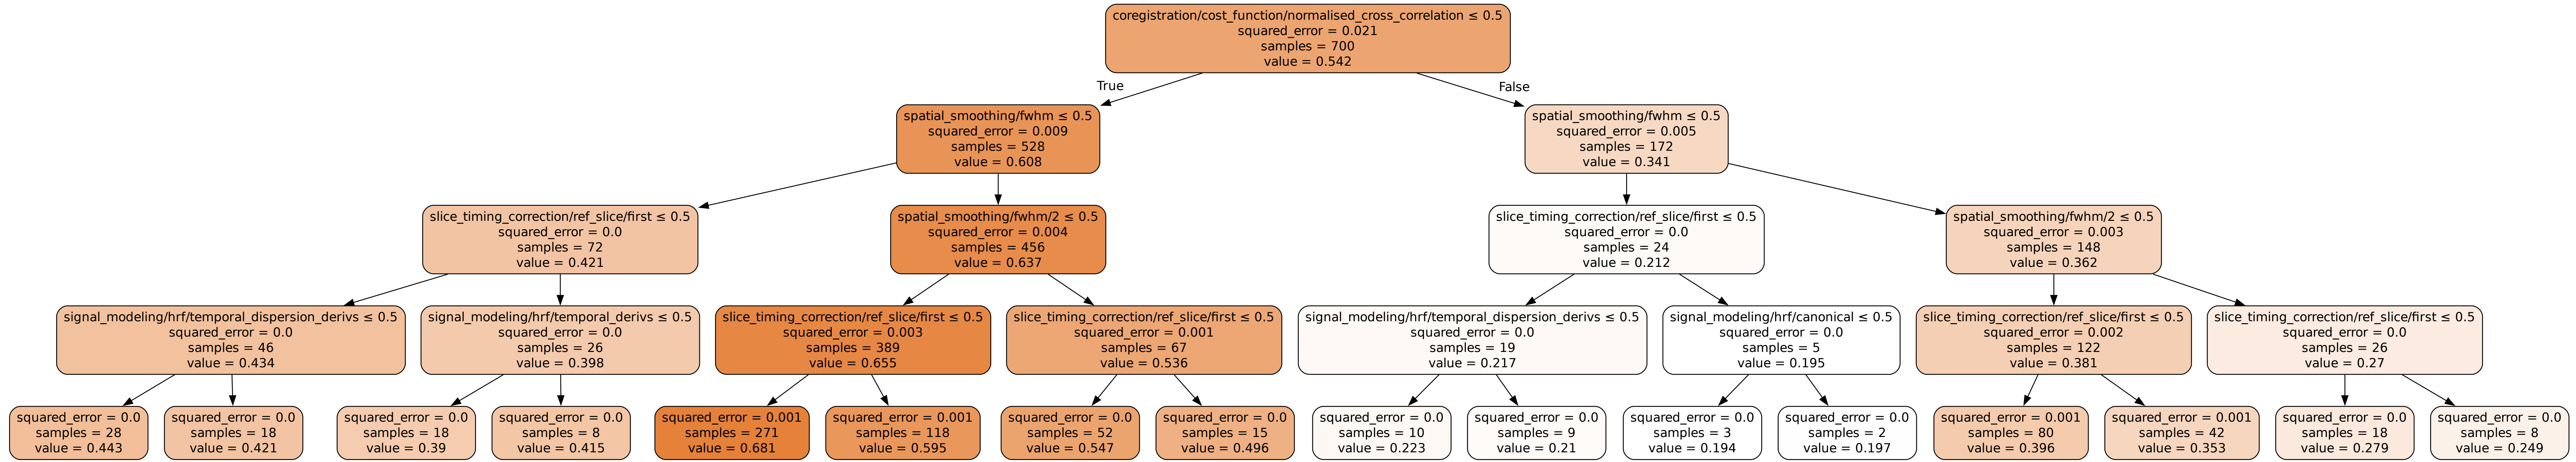 coregistration/cost_function/normalised_cross_correlation ≤ 0.5
squared_error = 0.021
samples = 700
value = 0.542
True
False
spatial_smoothing/fwhm ≤ 0.5
squared_error = 0.009
samples = 528
value = 0.608
spatial_smoothing/fwhm ≤ 0.5
squared_error = 0.005
samples = 172
value = 0.341
slice_timing_correction/ref_slice/first ≤ 0.5
squared_error = 0.0
samples = 72
value = 0.421
spatial_smoothing/fwhm/2 ≤ 0.5
squared_error = 0.004
samples = 456
value = 0.637
slice_timing_correction/ref_slice/first ≤ 0.5
squared_error = 0.0
samples = 24
value = 0.212
spatial_smoothing/fwhm/2 ≤ 0.5
squared_error = 0.003
samples = 148
value = 0.362
signal_modeling/hrf/temporal_dispersion_derivs ≤ 0.5
squared_error = 0.0
samples = 46
value = 0.434
signal_modeling/hrf/temporal_derivs ≤ 0.5
squared_error = 0.0
samples = 26
value = 0.398
slice_timing_correction/ref_slice/first ≤ 0.5
squared_error = 0.003
samples = 389
value = 0.655
slice_timing_correction/ref_slice/first ≤ 0.5
squared_error = 0.001
samples = 67
value = 0.536
signal_modeling/hrf/temporal_dispersion_derivs ≤ 0.5
squared_error = 0.0
samples = 19
value = 0.217
signal_modeling/hrf/canonical ≤ 0.5
squared_error = 0.0
samples = 5
value = 0.195
slice_timing_correction/ref_slice/first ≤ 0.5
squared_error = 0.002
samples = 122
value = 0.381
slice_timing_correction/ref_slice/first ≤ 0.5
squared_error = 0.0
samples = 26
value = 0.27
squared_error = 0.0
samples = 28
value = 0.443
squared_error = 0.0
samples = 18
value = 0.421
squared_error = 0.0
samples = 18
value = 0.39
squared_error = 0.0
samples = 8
value = 0.415
squared_error = 0.001
samples = 271
value = 0.681
squared_error = 0.001
samples = 118
value = 0.595
squared_error = 0.0
samples = 52
value = 0.547
squared_error = 0.0
samples = 15
value = 0.496
squared_error = 0.0
samples = 10
value = 0.223
squared_error = 0.0
samples = 9
value = 0.21
squared_error = 0.0
samples = 3
value = 0.194
squared_error = 0.0
samples = 2
value = 0.197
squared_error = 0.001
samples = 80
value = 0.396
squared_error = 0.001
samples = 42
value = 0.353
squared_error = 0.0
samples = 18
value = 0.279
squared_error = 0.0
samples = 8
value = 0.249